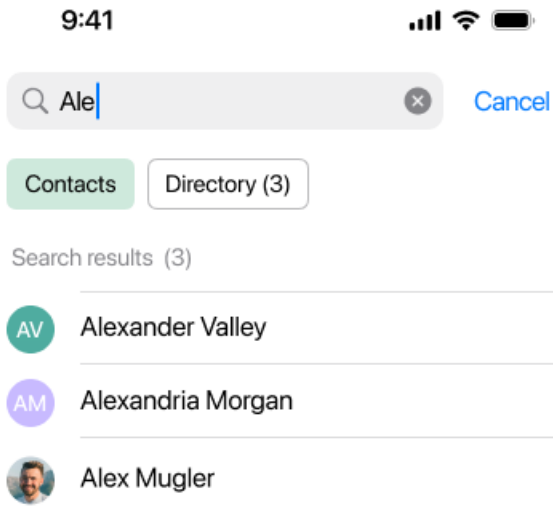 9:41
Ale
Cancel
Contacts Directory (3)
Search results (3)
AV Alexander Valley
AM Alexandria Morgan
Alex Mugler